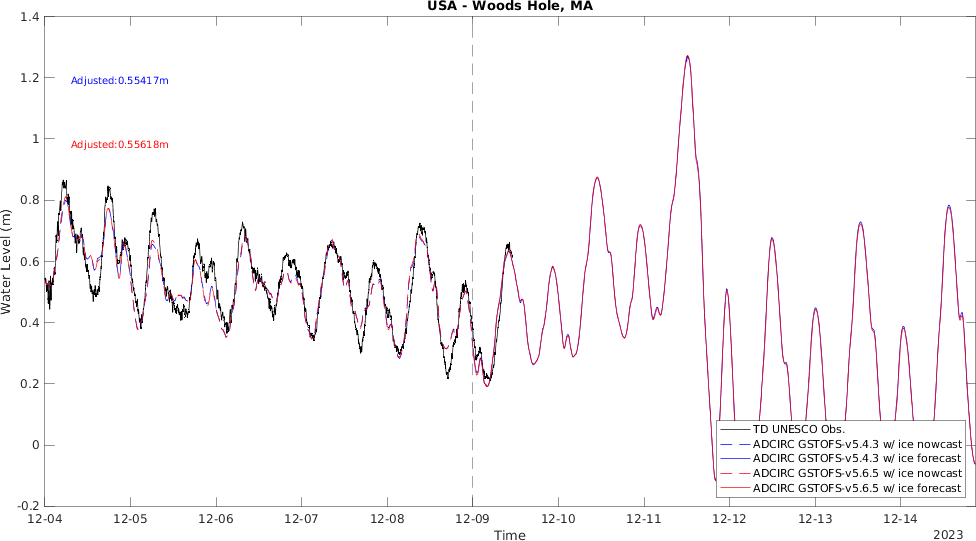 USA - Woods Hole, MA
1.4
1.2
1
0.8
0.6
0.4
0.2
0
-0.2
Water Level (m)
Adjusted:0.55417m
Adjusted:0.55618m
TD UNESCO Obs.
ADCIRC GSTOFS-v5.4.3 w/ ice nowcast
ADCIRC GSTOFS-v5.4.3 w/ ice forecast
ADCIRC GSTOFS-v5.6.5 w/ ice nowcast
ADCIRC GSTOFS-v5.6.5 w/ ice forecast
12-04 12-05 12-06 12-07 12-08 12-09 12-10 12-11 12-12 12-13 12-14
Time
2023